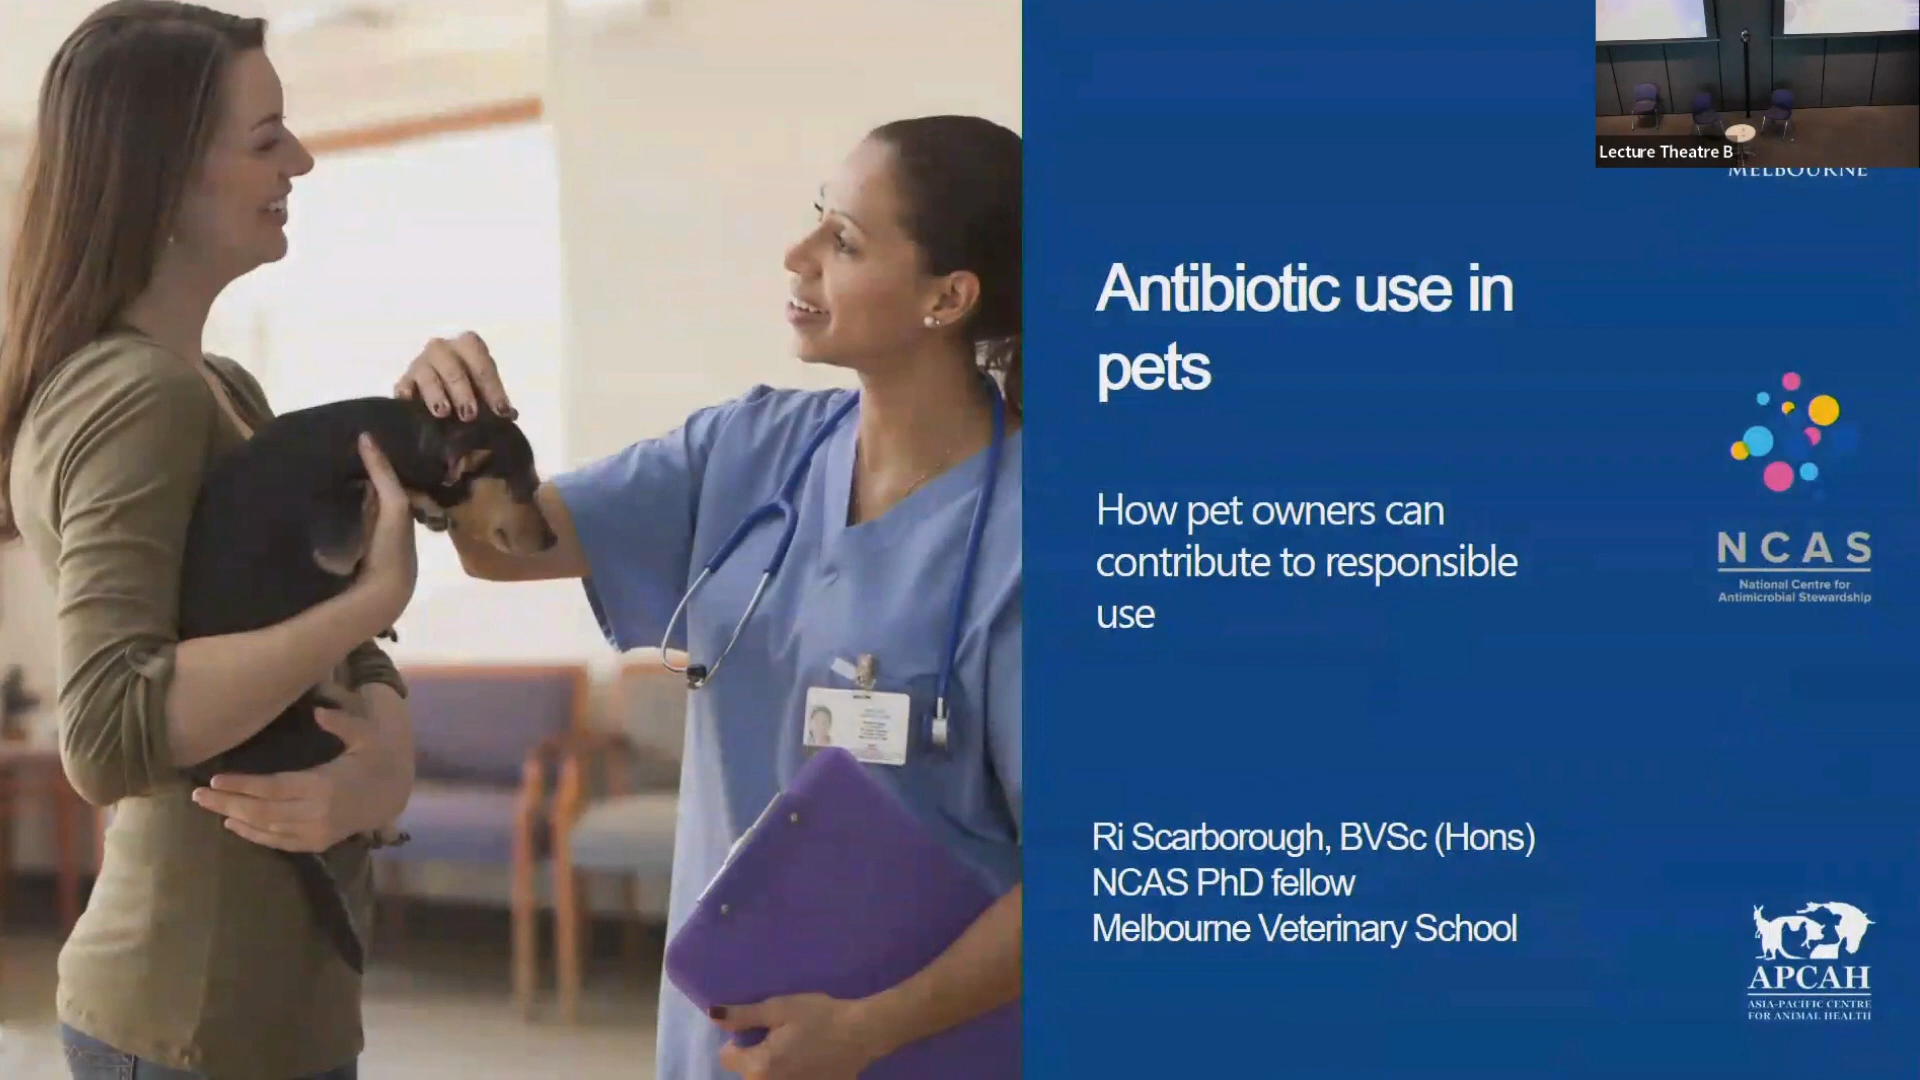 Lecture Theatre B
MELBOURNE
Antibiotic use in
pets
How pet owners can
contribute to responsible
use
NCAS
National Centre for
Antimicrobial Stewardship
Ri Scarborough, BVSc (Hons)
NCAS PhD fellow
Melbourne Veterinary School
APCAH
ASIA-PACIFIC CENTRE
FOR ANIMAL HEALTH